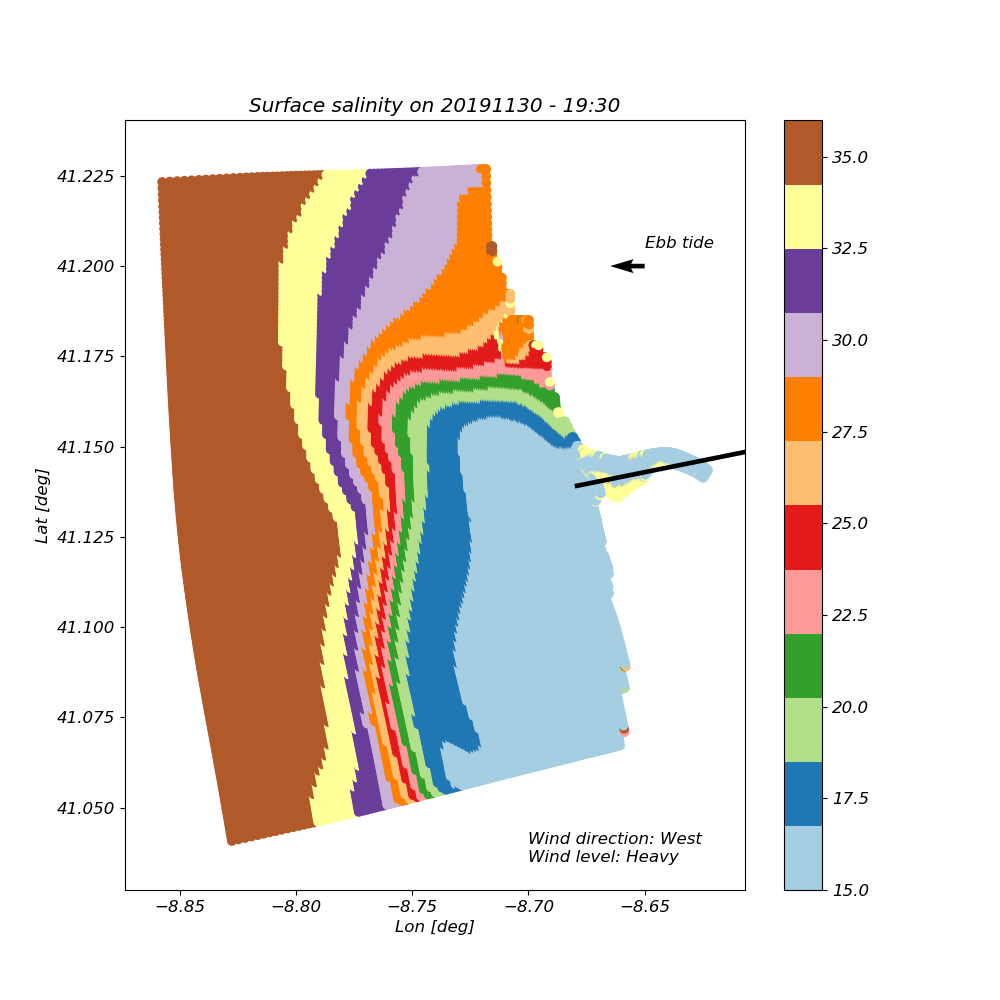 Surface salinity on 20191130 - 19:30
41.225
41.200
41.175
41.150
41.125
41.100
41.075
41.050
Lat [deg]
Ebb tide
Wind direction: West
Wind level: Heavy
−8.85 −8.80 −8.75 −8.70 −8.65
Lon [deg]
35.0
32.5
30.0
27.5
25.0
22.5
20.0
17.5
15.0